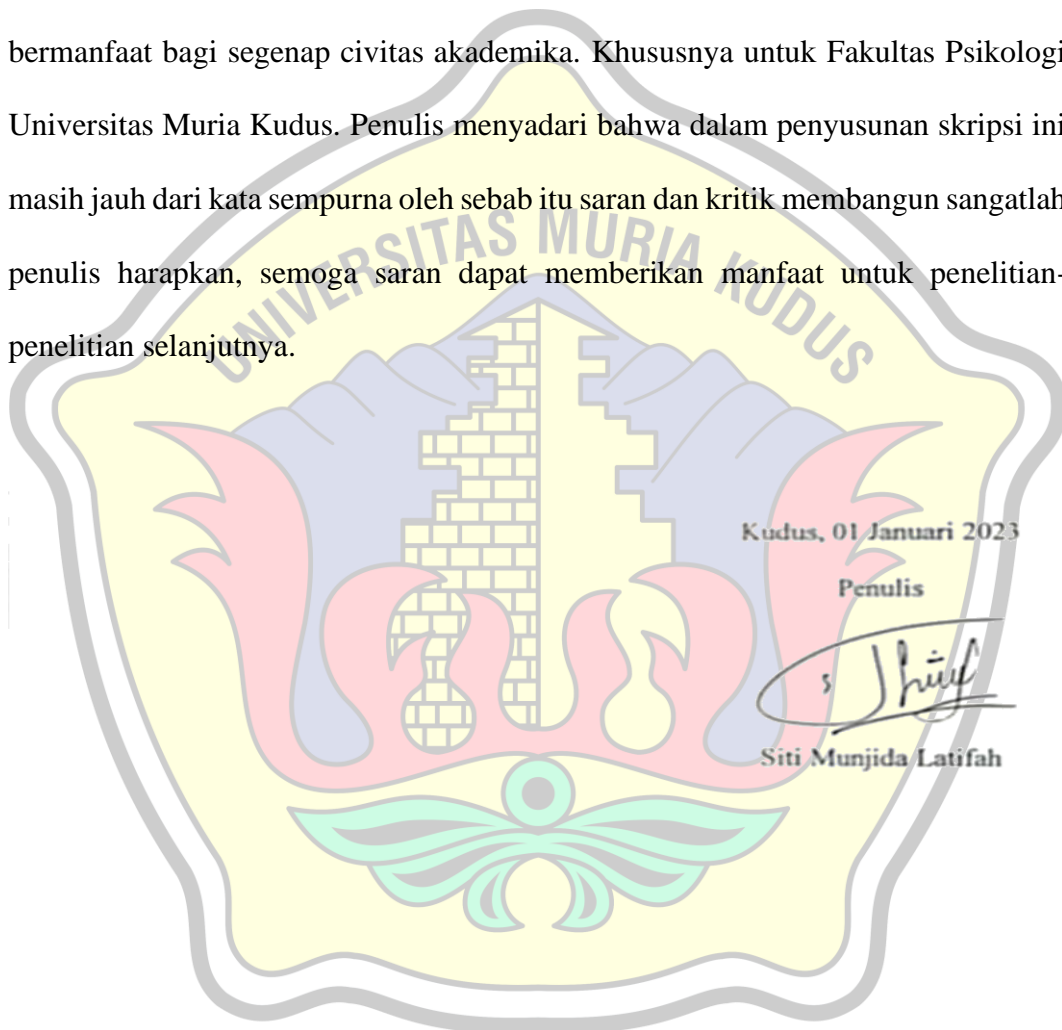 bermanfaat bagi segenap civitas akademika. Khususnya untuk Fakultas Psikologi
Universitas Muria Kudus. Penulis menyadari bahwa dalam penyusunan skripsi ini
masih jauh dari kata sempurna oleh sebab itu saran dan kritik membangun sangatlah
penulis harapkan, semoga saran dapat memberikan manfaat untuk penelitian-
penelitian selanjutnya.
UNIVERSITAS MURIA KUDUS
Kudus, 01 Januari 2023
Penulis
Siti Munjida Latifah